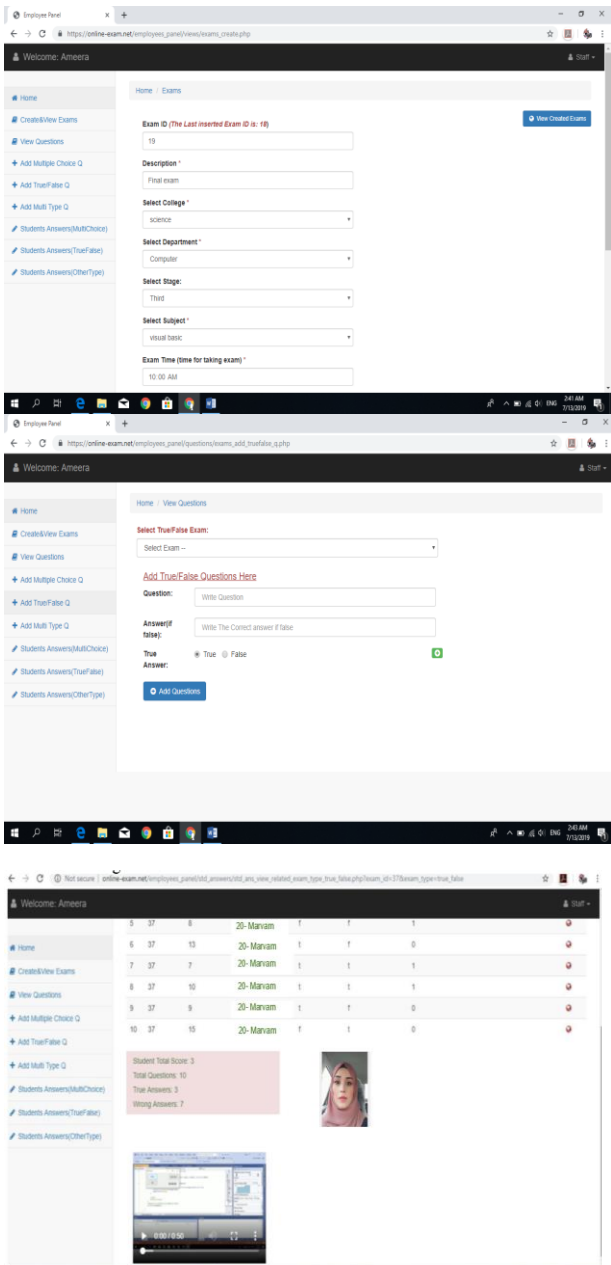 Employee Panel
https://online-exam.net/employees_panel/views/exams_create.php
Welcome: Ameera
Staff
Home
Create&View Exams
View Questions
Add Multiple Choice Q
Add True/False Q
Add Multi Type Q
Students Answers(MultiChoice)
Students Answers(TrueFalse)
Students Answers(OtherType)
Home / Exams
View Created Exams
Exam ID (The Last inserted Exam ID is: 18)
19
Description *
Final exam
Select College *
science
Select Department *
Computer
Select Stage:
Third
Select Subject *
visual basic
Exam Time (time for taking exam) *
10:00 AM
ENG
2:41 AM
7/13/2019
Employee Panel
https://online-exam.net/employees_panel/questions/exams_add_truefalse_q.php
Welcome: Ameera
Staff
Home
Create&View Exams
View Questions
Add Multiple Choice Q
Add True/False Q
Add Multi Type Q
Students Answers(MultiChoice)
Students Answers(TrueFalse)
Students Answers(OtherType)
Home / View Questions
Select True/False Exam:
Select Exam --
Add True/False Questions Here
Question:
Write Question
Answer(if false):
Write The Correct answer if false
True Answer:
True False
Add Questions
ENG
2:43 AM
7/13/2019
Not secure | online-exam.net/employees_panel/std_answers/std_ans_view_related_exam_type_true_false.php?exam_id=37&exam_type=true_false
Welcome: Ameera
Staff
Home
Create&View Exams
View Questions
Add Multiple Choice Q
Add True/False Q
Add Multi Type Q
Students Answers(MultiChoice)
Students Answers(TrueFalse)
Students Answers(OtherType)
5 37 8 20- Marvam f f 1
6 37 13 20- Marvam t f 0
7 37 7 20- Marvam t t 1
8 37 10 20- Marvam t t 1
9 37 9 20- Marvam t f 0
10 37 15 20- Marvam f t 0
Student Total Score: 3
Total Questions: 10
True Answers: 3
Wrong Answers: 7
0:00 / 0:50